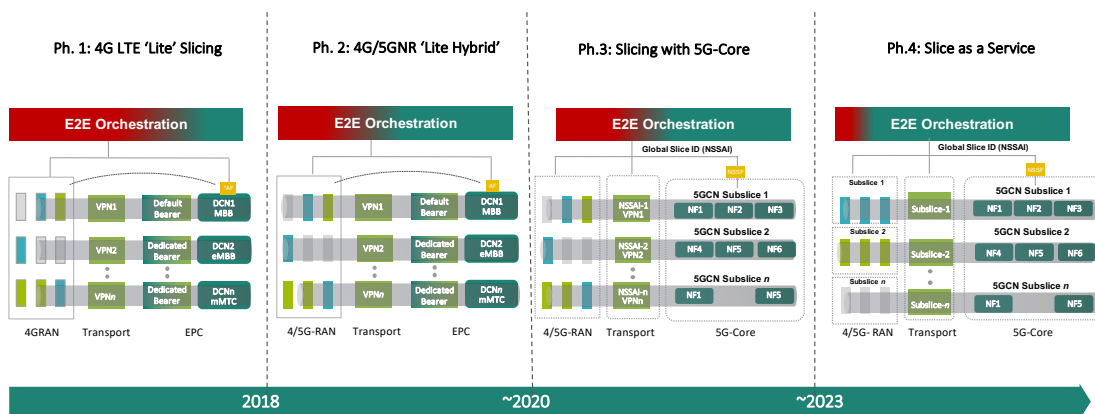 Ph. 1: 4G LTE 'Lite' Slicing
E2E Orchestration
*AF
VPN1
Default
Bearer
DCN1
MBB
VPN2
Dedicated
Bearer
DCN2
eMBB
VPNn
Dedicated
Bearer
DCNn
mMTC
4GRAN
Transport
EPC
Ph. 2: 4G/5GNR 'Lite Hybrid'
E2E Orchestration
AF
VPN1
Default
Bearer
DCN1
MBB
VPN2
Dedicated
Bearer
DCN2
eMBB
VPNn
Dedicated
Bearer
DCNn
mMTC
4/5G-RAN
Transport
EPC
Ph.3: Slicing with 5G-Core
E2E Orchestration
Global Slice ID (NSSAI)
NSSF
5GCN Subslice 1
NSSAI-1
VPN1
NF1
NF2
NF3
5GCN Subslice 2
NSSAI-2
VPN2
NF4
NF5
NF6
5GCN Subslice n
NSSAI-n
VPNn
NF1
NF5
4/5G-RAN
Transport
5G-Core
Ph.4: Slice as a Service
E2E Orchestration
Global Slice ID (NSSAI)
NSSF
Subslice 1
5GCN Subslice 1
Subslice-1
NF1
NF2
NF3
Subslice 2
5GCN Subslice 2
Subslice-2
NF4
NF5
NF6
Subslice n
5GCN Subslice n
Subslice-n
NF1
NF5
4/5G- RAN
Transport
5G-Core
2018
~2020
~2023